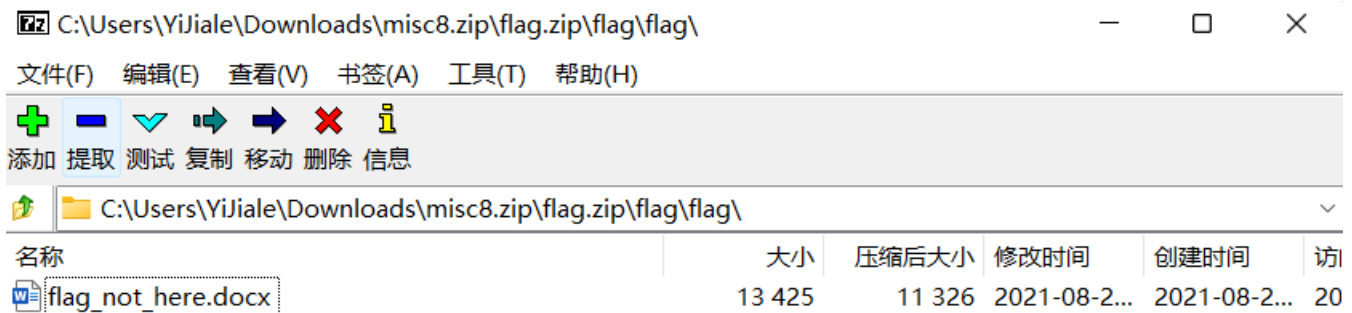 C:\Users\YiJiale\Downloads\misc8.zip\flag.zip\flag\flag\
文件(F) 编辑(E) 查看(V) 书签(A) 工具(T) 帮助(H)
添加 提取 测试 复制 移动 删除 信息
C:\Users\YiJiale\Downloads\misc8.zip\flag.zip\flag\flag\
名称 大小 压缩后大小 修改时间 创建时间 访
flag_not_here.docx 13 425 11 326 2021-08-2... 2021-08-2... 20